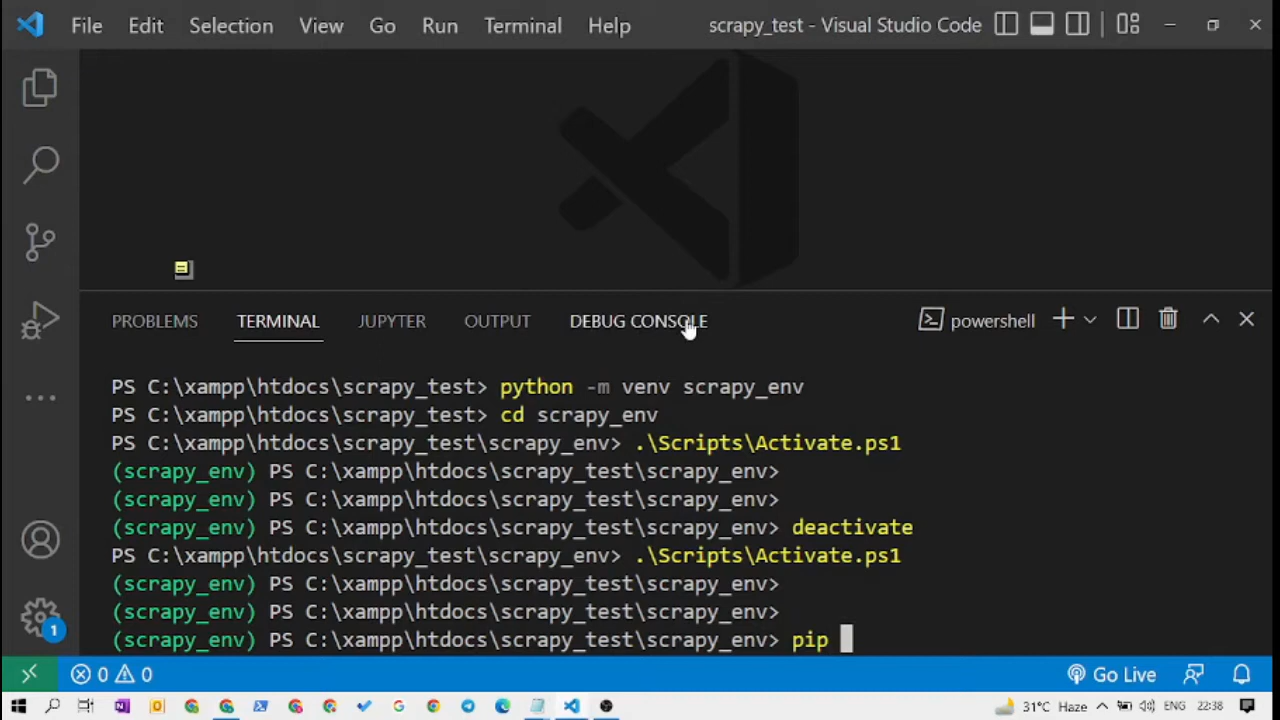 File Edit Selection View Go Run Terminal Help scrapy_test - Visual Studio Code
PROBLEMS TERMINAL JUPYTER OUTPUT DEBUG CONSOLE powershell
PS C:\xampp\htdocs\scrapy_test> python -m venv scrapy_env
PS C:\xampp\htdocs\scrapy_test> cd scrapy_env
PS C:\xampp\htdocs\scrapy_test\scrapy_env> .\Scripts\Activate.ps1
(scrapy_env) PS C:\xampp\htdocs\scrapy_test\scrapy_env>
(scrapy_env) PS C:\xampp\htdocs\scrapy_test\scrapy_env>
(scrapy_env) PS C:\xampp\htdocs\scrapy_test\scrapy_env> deactivate
PS C:\xampp\htdocs\scrapy_test\scrapy_env> .\Scripts\Activate.ps1
(scrapy_env) PS C:\xampp\htdocs\scrapy_test\scrapy_env>
(scrapy_env) PS C:\xampp\htdocs\scrapy_test\scrapy_env>
(scrapy_env) PS C:\xampp\htdocs\scrapy_test\scrapy_env> pip
1
0 0 Go Live
31°C Haze ENG 22:38